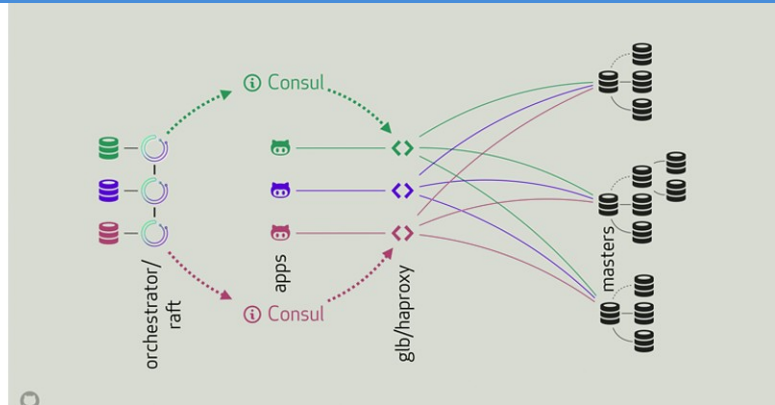 Consul
orchestrator/
raft
apps
glb/haproxy
masters
Consul